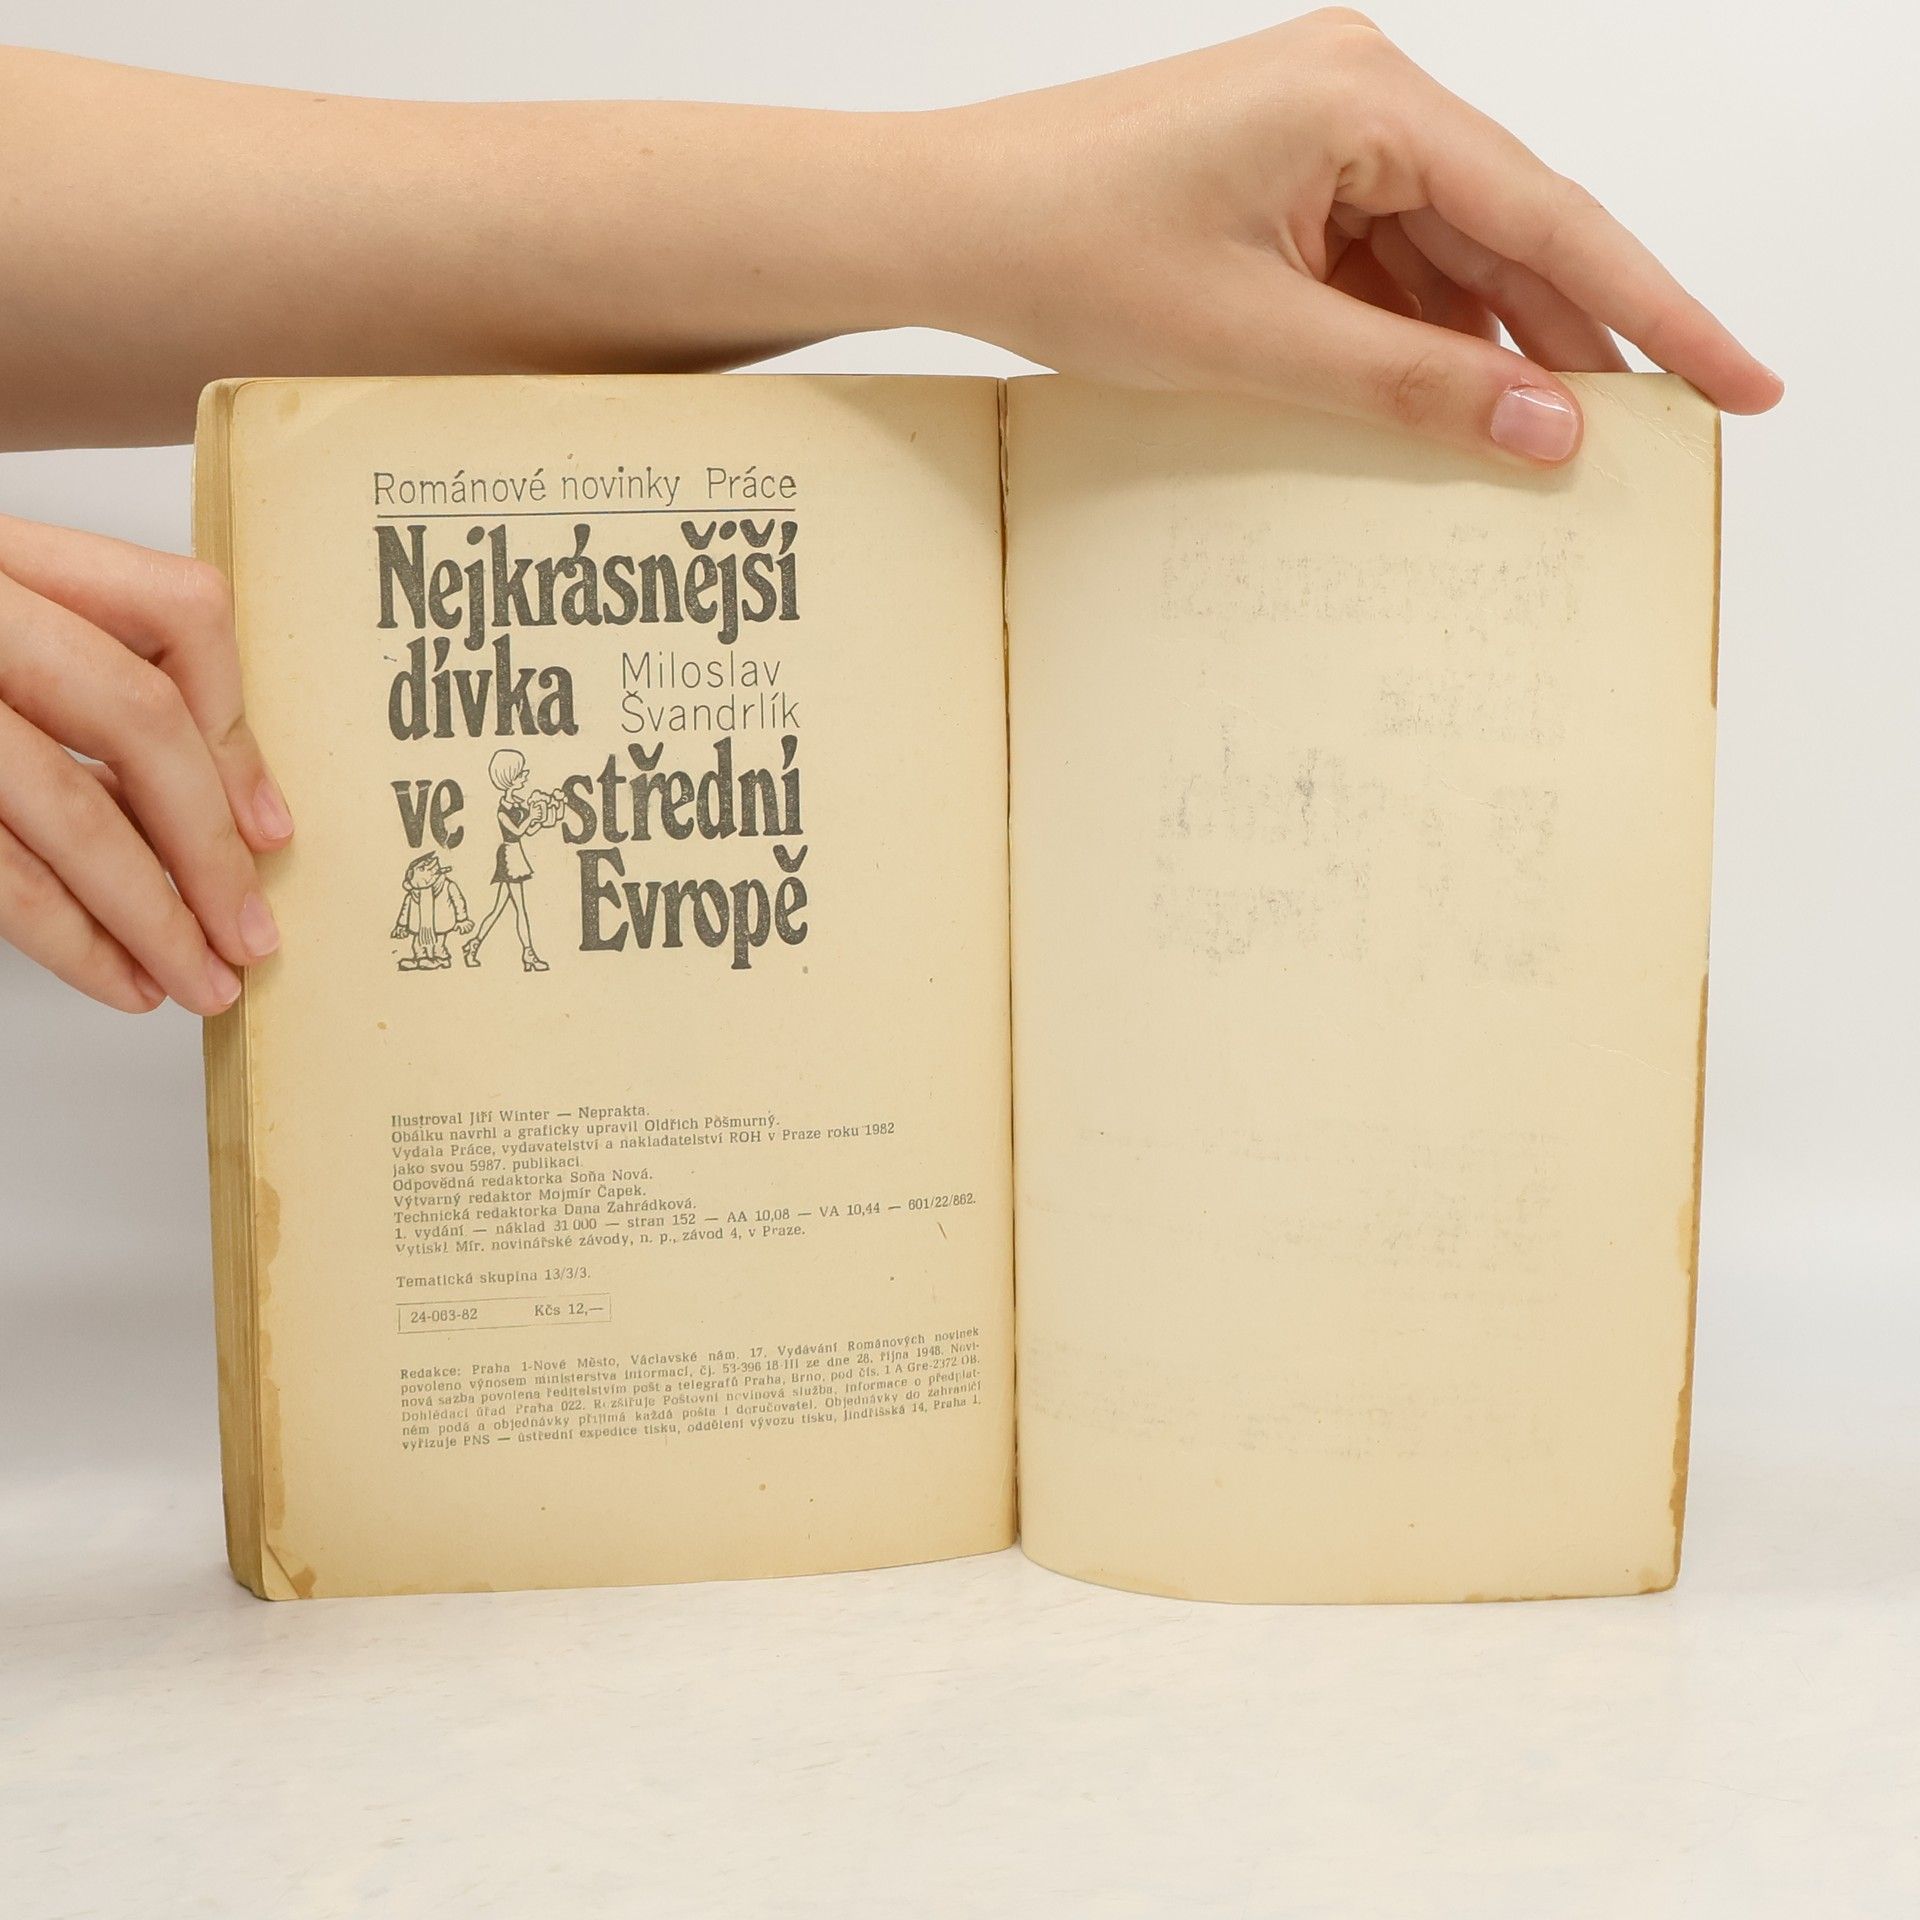 Románové novinky Práce
Nejkrásnější
dívka
Miloslav
Švandrlík
ve střední
Evropě
Ilustroval Jiří Winter — Neprakta.
Obálku navrhl a graficky upravil Oldřich Pošmurný.
Vydala Práce, vydavatelství a nakladatelství ROH v Praze roku 1982
jako svou 5987. publikaci.
Odpovědná redaktorka Soňa Nová.
Výtvarný redaktor Mojmír Čapek.
Technická redaktorka Dana Zahrádková.
1. vydání — náklad 31 000 — stran 152 — AA 10,08 — VA 10,44 — 601/22/862.
Vytiskl Mír, novinářské závody, n. p., závod 4, v Praze.
Tematická skupina 13/3/3.
24-063-82 Kčs 12,—
Redakce: Praha 1-Nové Město, Václavské nám. 17. Vydávání Románových novinek
povoleno výnosem ministerstva informací, čj. 53-396 18-III ze dne 28. října 1948. Novi-
nová sazba povolena ředitelstvím pošt a telegrafů Praha, Brno, pod čís. 1 A Gre-2372 OB.
Dohlédací úřad Praha 022. Rozšiřuje Poštovní novinová služba, informace o předplat-
ném podá a objednávky přijímá každá pošta i doručovatel. Objednávky do zahraničí
vyřizuje PNS — ústřední expedice tisku, oddělení vývozu tisku, Jindřišská 14, Praha 1.